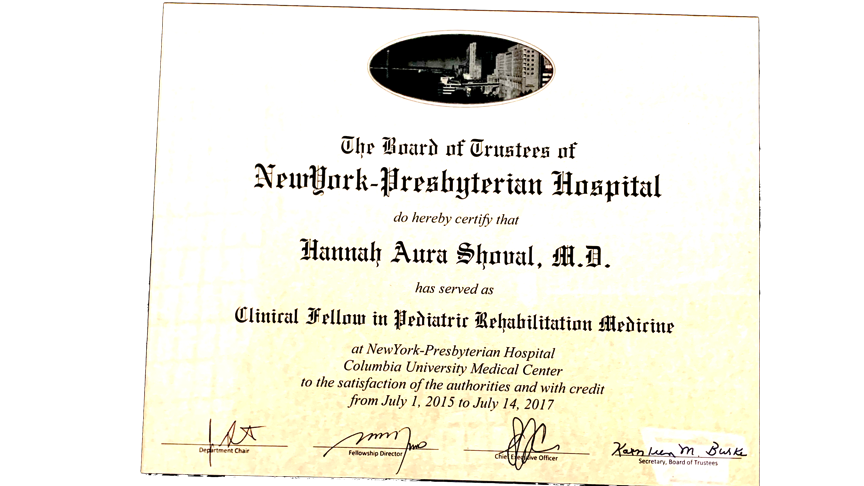 The Board of Trustees of
NewYork-Presbyterian Hospital
do hereby certify that
Hannah Aura Shoval, M.D.
has served as
Clinical Fellow in Pediatric Rehabilitation Medicine
at NewYork-Presbyterian Hospital
Columbia University Medical Center
to the satisfaction of the authorities and with credit
from July 1, 2015 to July 14, 2017
Kathleen M. Burke
Department Chair
Fellowship Director
Chief Executive Officer
Secretary, Board of Trustees